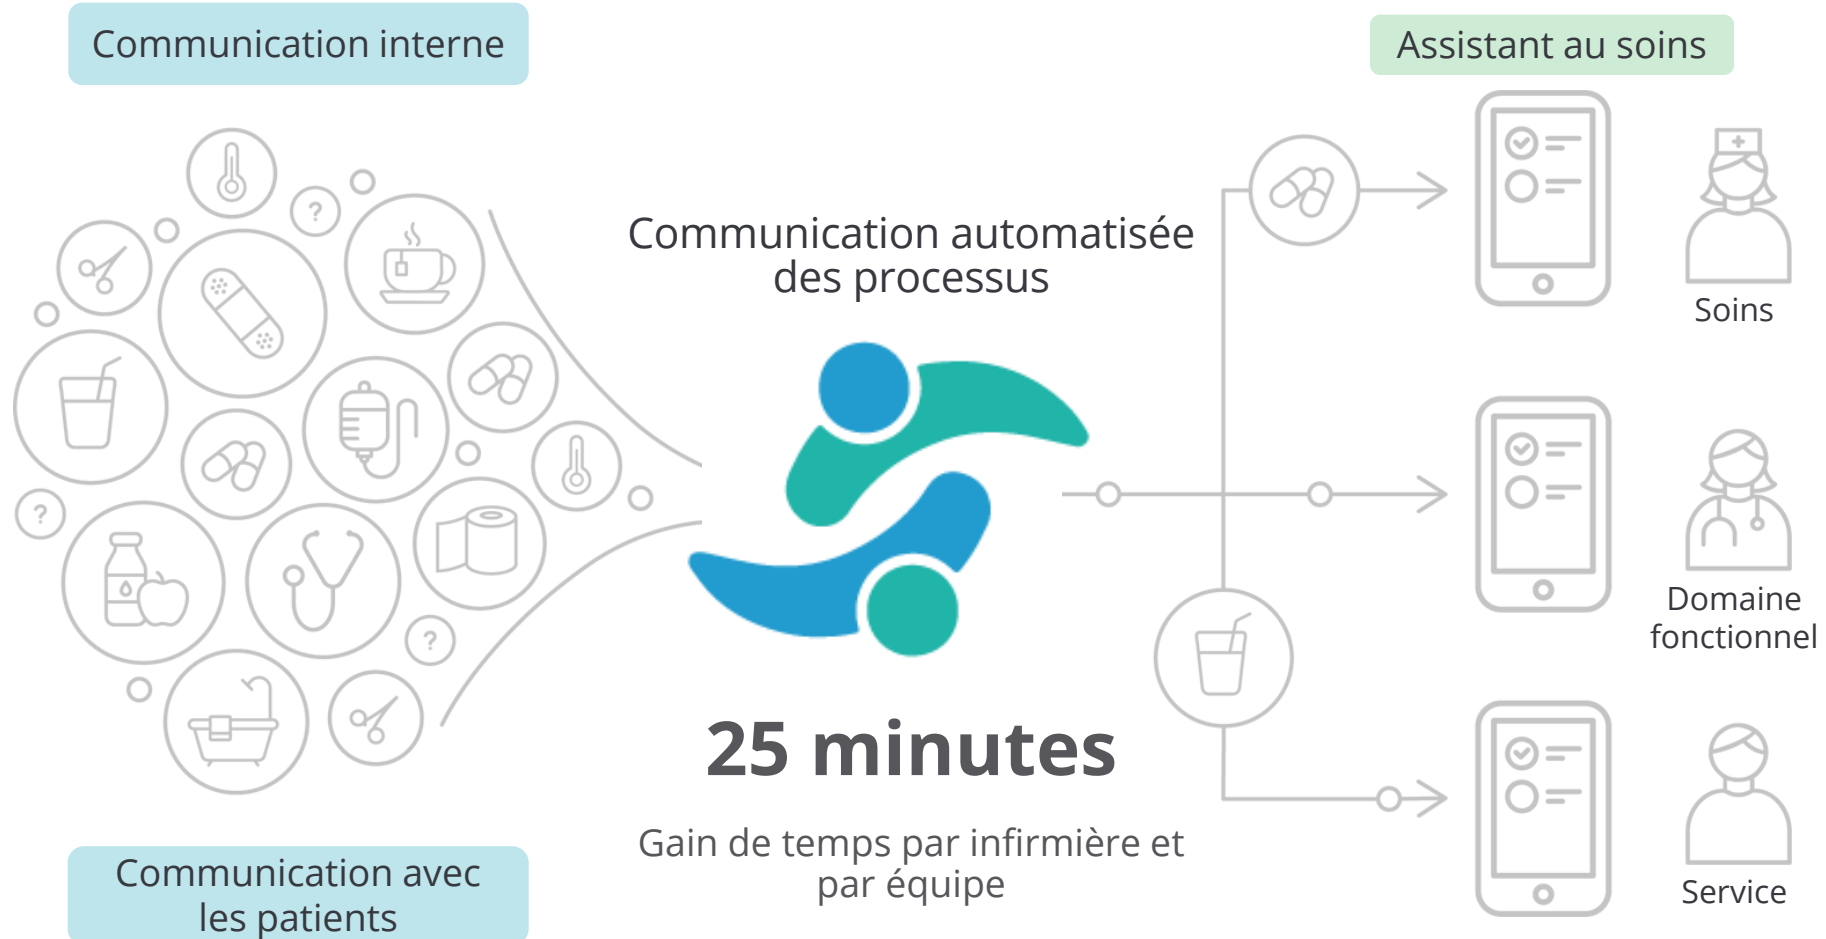 Communication interne
Assistant au soins
?
Communication automatisée
des processus
Soins
?
?
Domaine
fonctionnel
25 minutes
Gain de temps par infirmière et
par équipe
Communication avec
les patients
Service